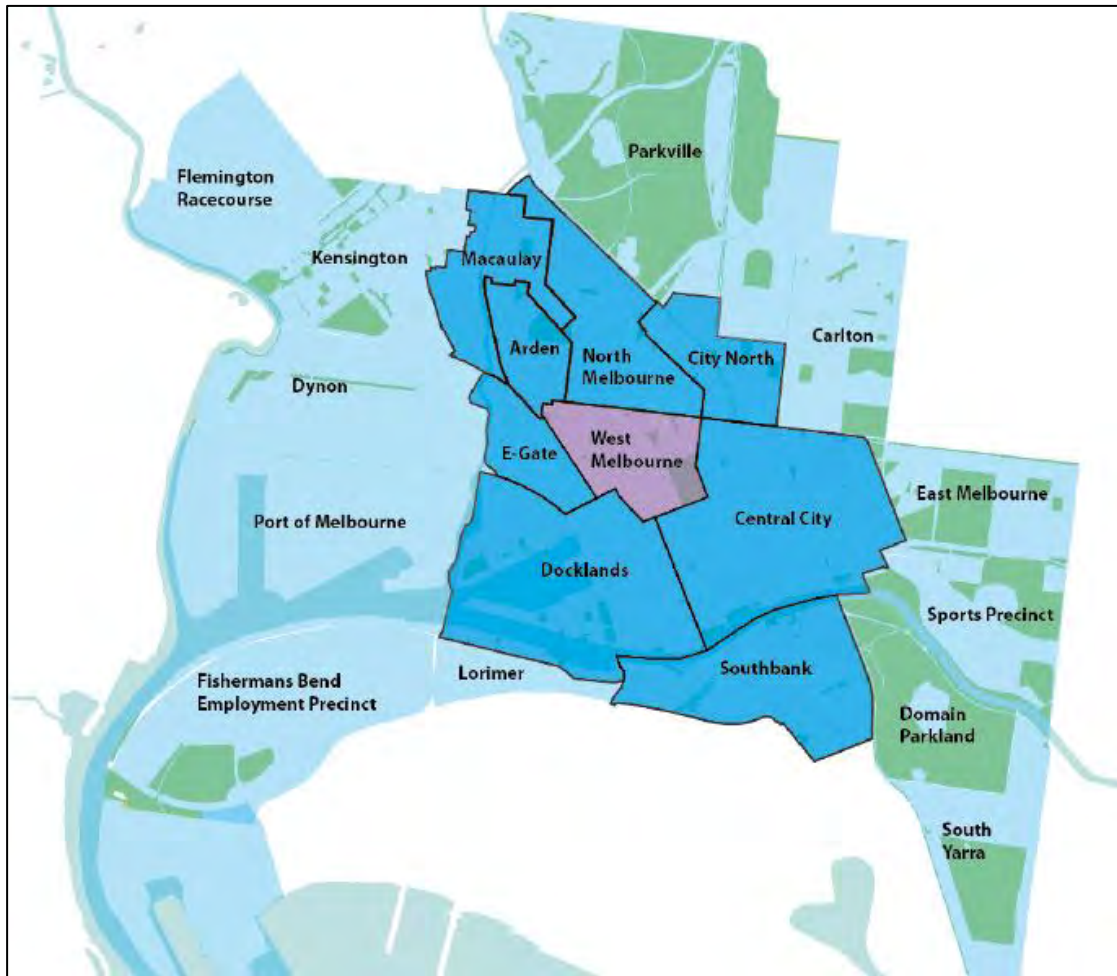 Parkville
Flemington
Racecourse
Kensington
Macaulay
Carlton
Arden
North
Melbourne
City North
Dynon
West
Melbourne
E-Gate
East Melbourne
Port of Melbourne
Central City
Docklands
Sports Precinct
Lorimer
Southbank
Fishermans Bend
Employment Precinct
Domain
Parkland
South
Yarra